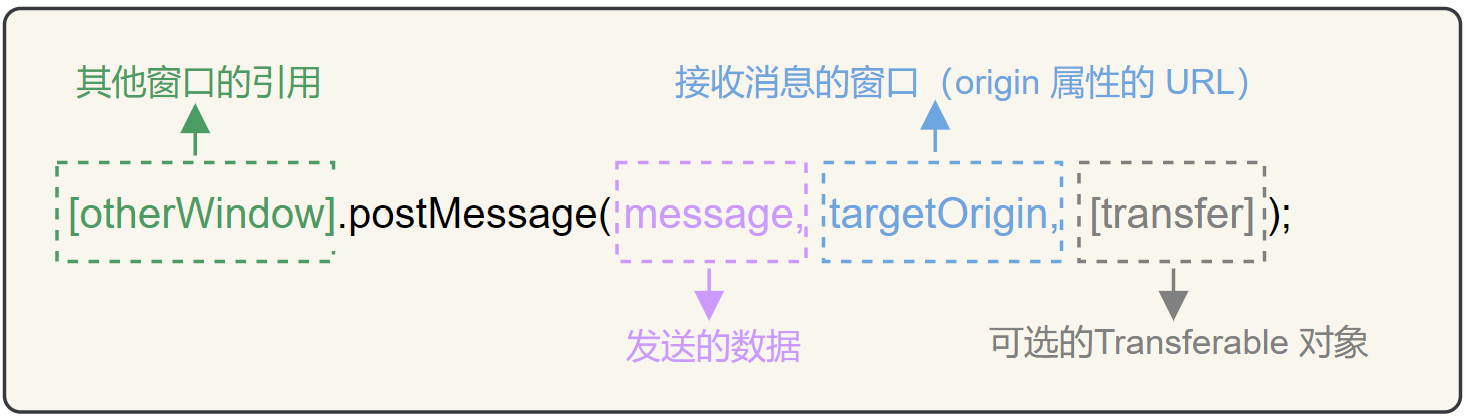 其他窗口的引用
接收消息的窗口（origin 属性的 URL）
[otherWindow].postMessage( message, targetOrigin, [transfer] );
发送的数据
可选的Transferable 对象